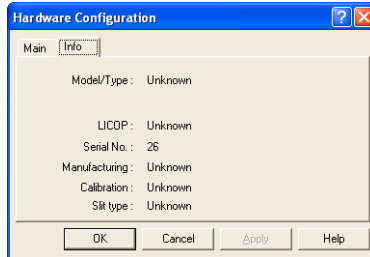 Hardware Configuration
Main Info
Model/Type : Unknown
LICOP : Unknown
Serial No. : 26
Manufacturing : Unknown
Calibration : Unknown
Slit type : Unknown
OK Cancel Apply Help